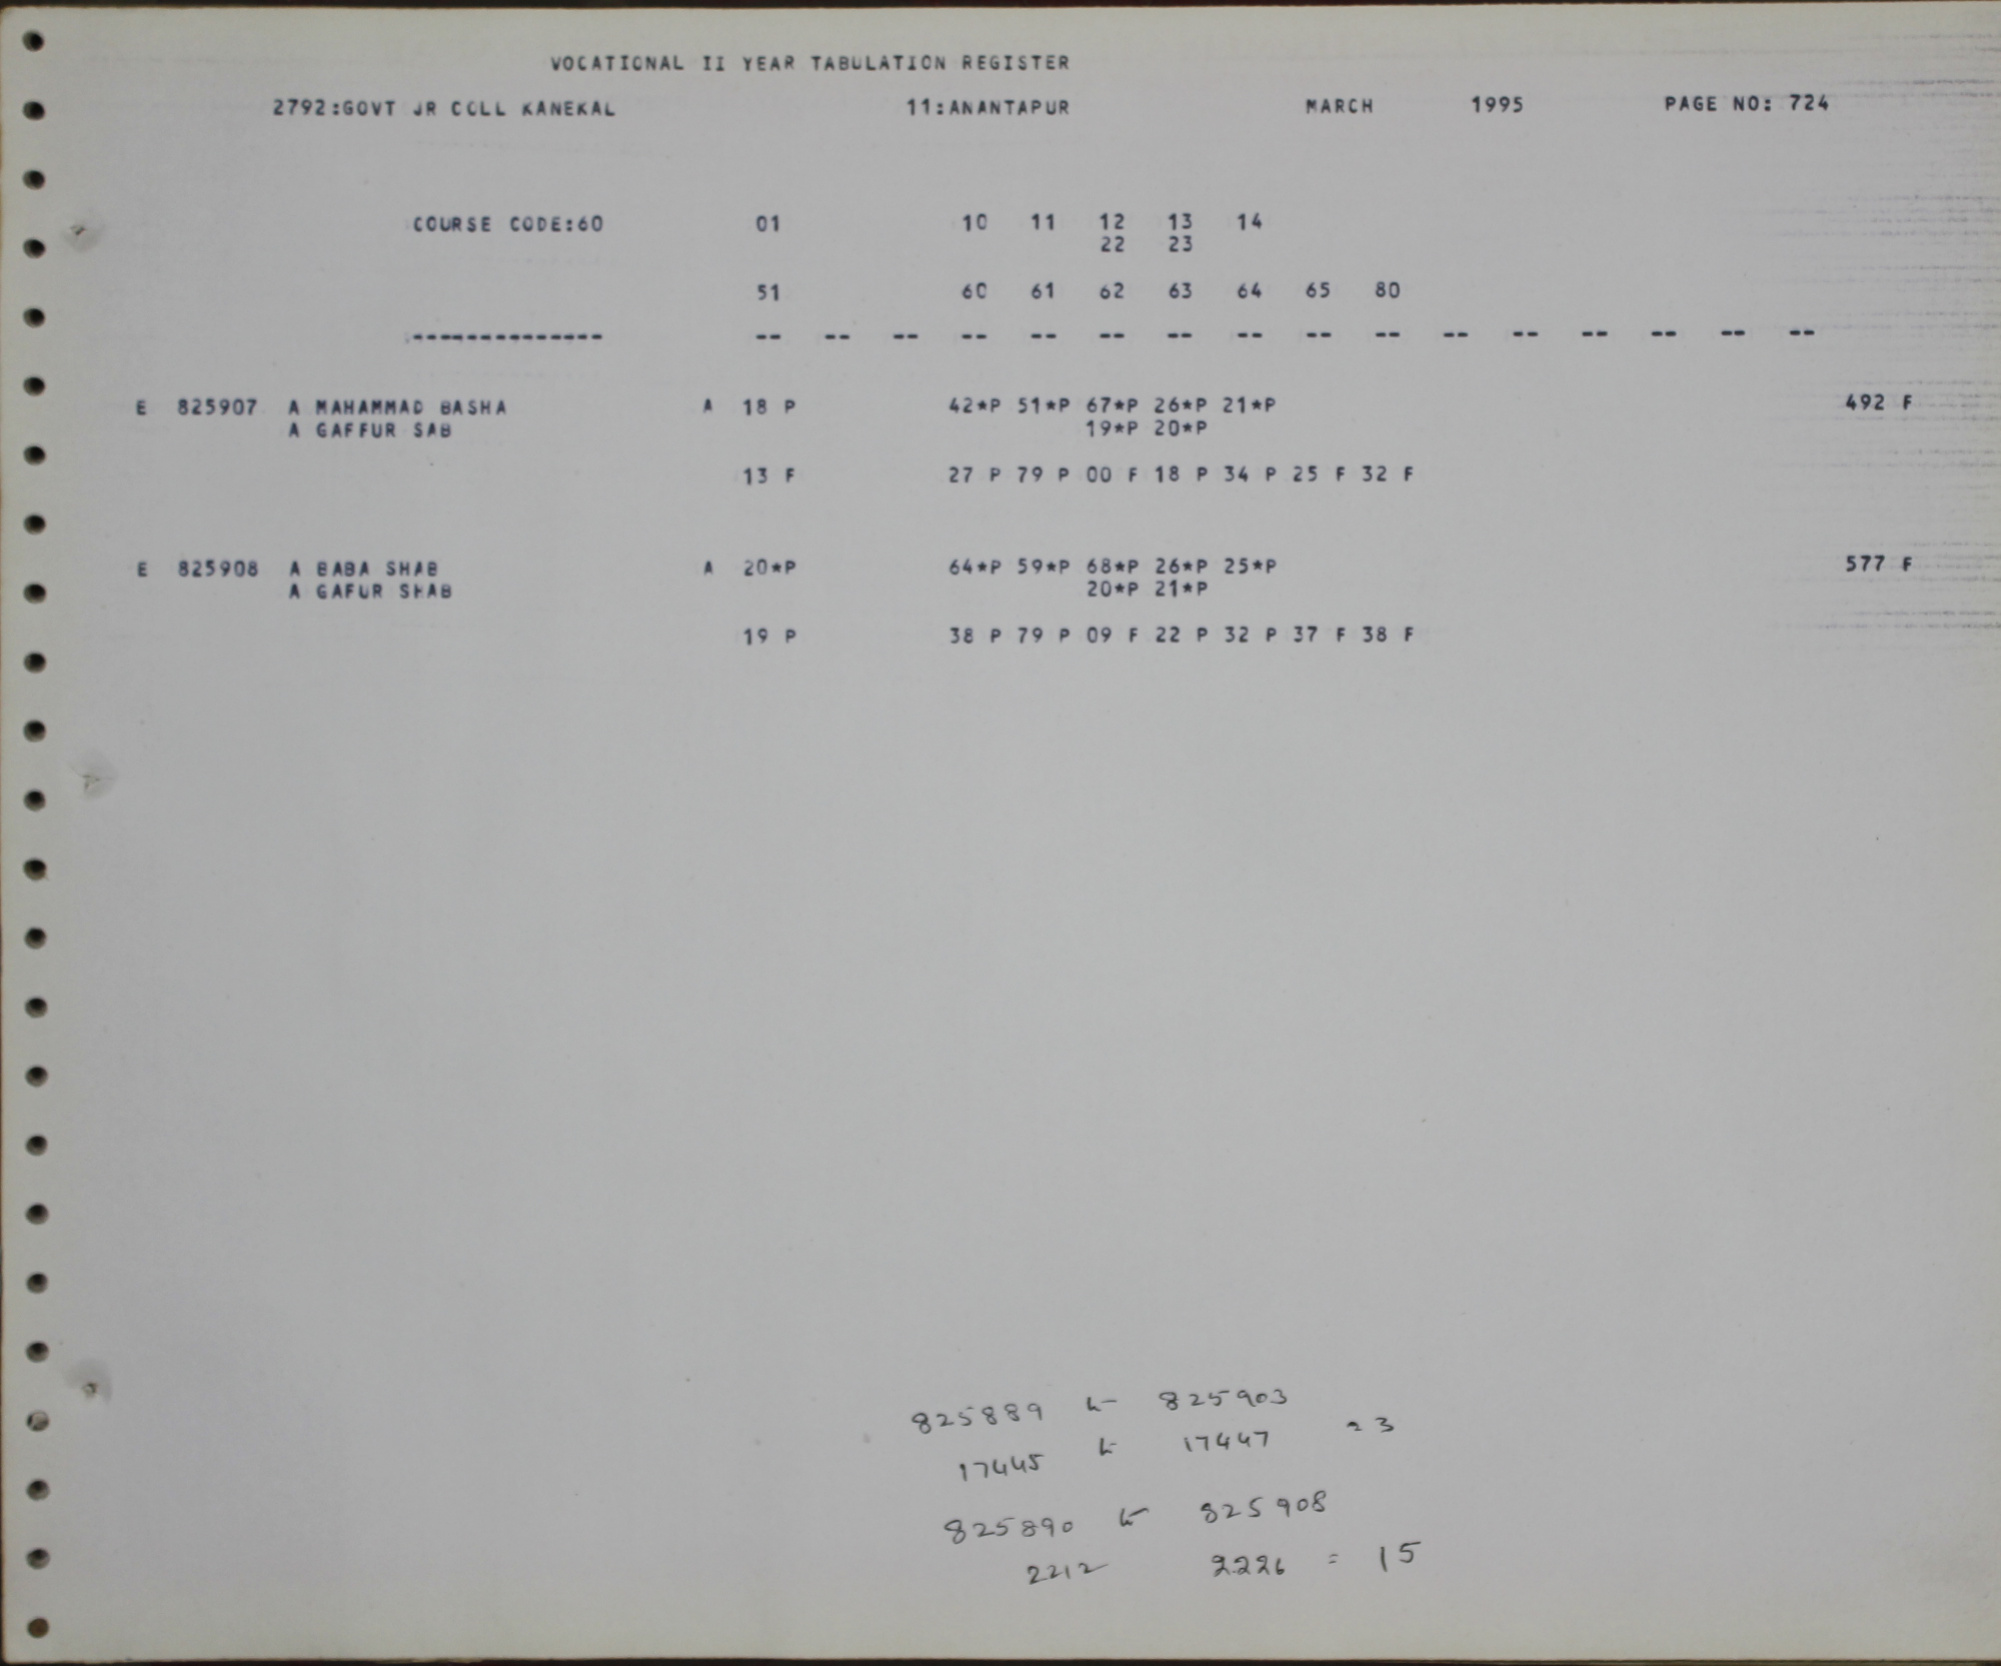 VOCATIONAL II YEAR TABULATION REGISTER
2792:GOVT JR COLL KANEKAL 11:ANANTAPUR MARCH 1995 PAGE NO: 724
COURSE CODE:60 01 10 11 12 13 14
22 23
51 60 61 62 63 64 65 80
-------------- -- -- -- -- -- -- -- -- -- -- -- -- -- -- -- --
E 825907 A MAHAMMAD BASHA A 18 P 42*P 51*P 67*P 26*P 21*P 492 F
A GAFFUR SAB 19*P 20*P
13 F 27 P 79 P 00 F 18 P 34 P 25 F 32 F
E 825908 A BABA SHAB A 20*P 64*P 59*P 68*P 26*P 25*P 577 F
A GAFUR SHAB 20*P 21*P
19 P 38 P 79 P 09 F 22 P 32 P 37 F 38 F
825889 to 825903
17445 to 17447 = 3
825890 to 825908
2212 2226 = 15